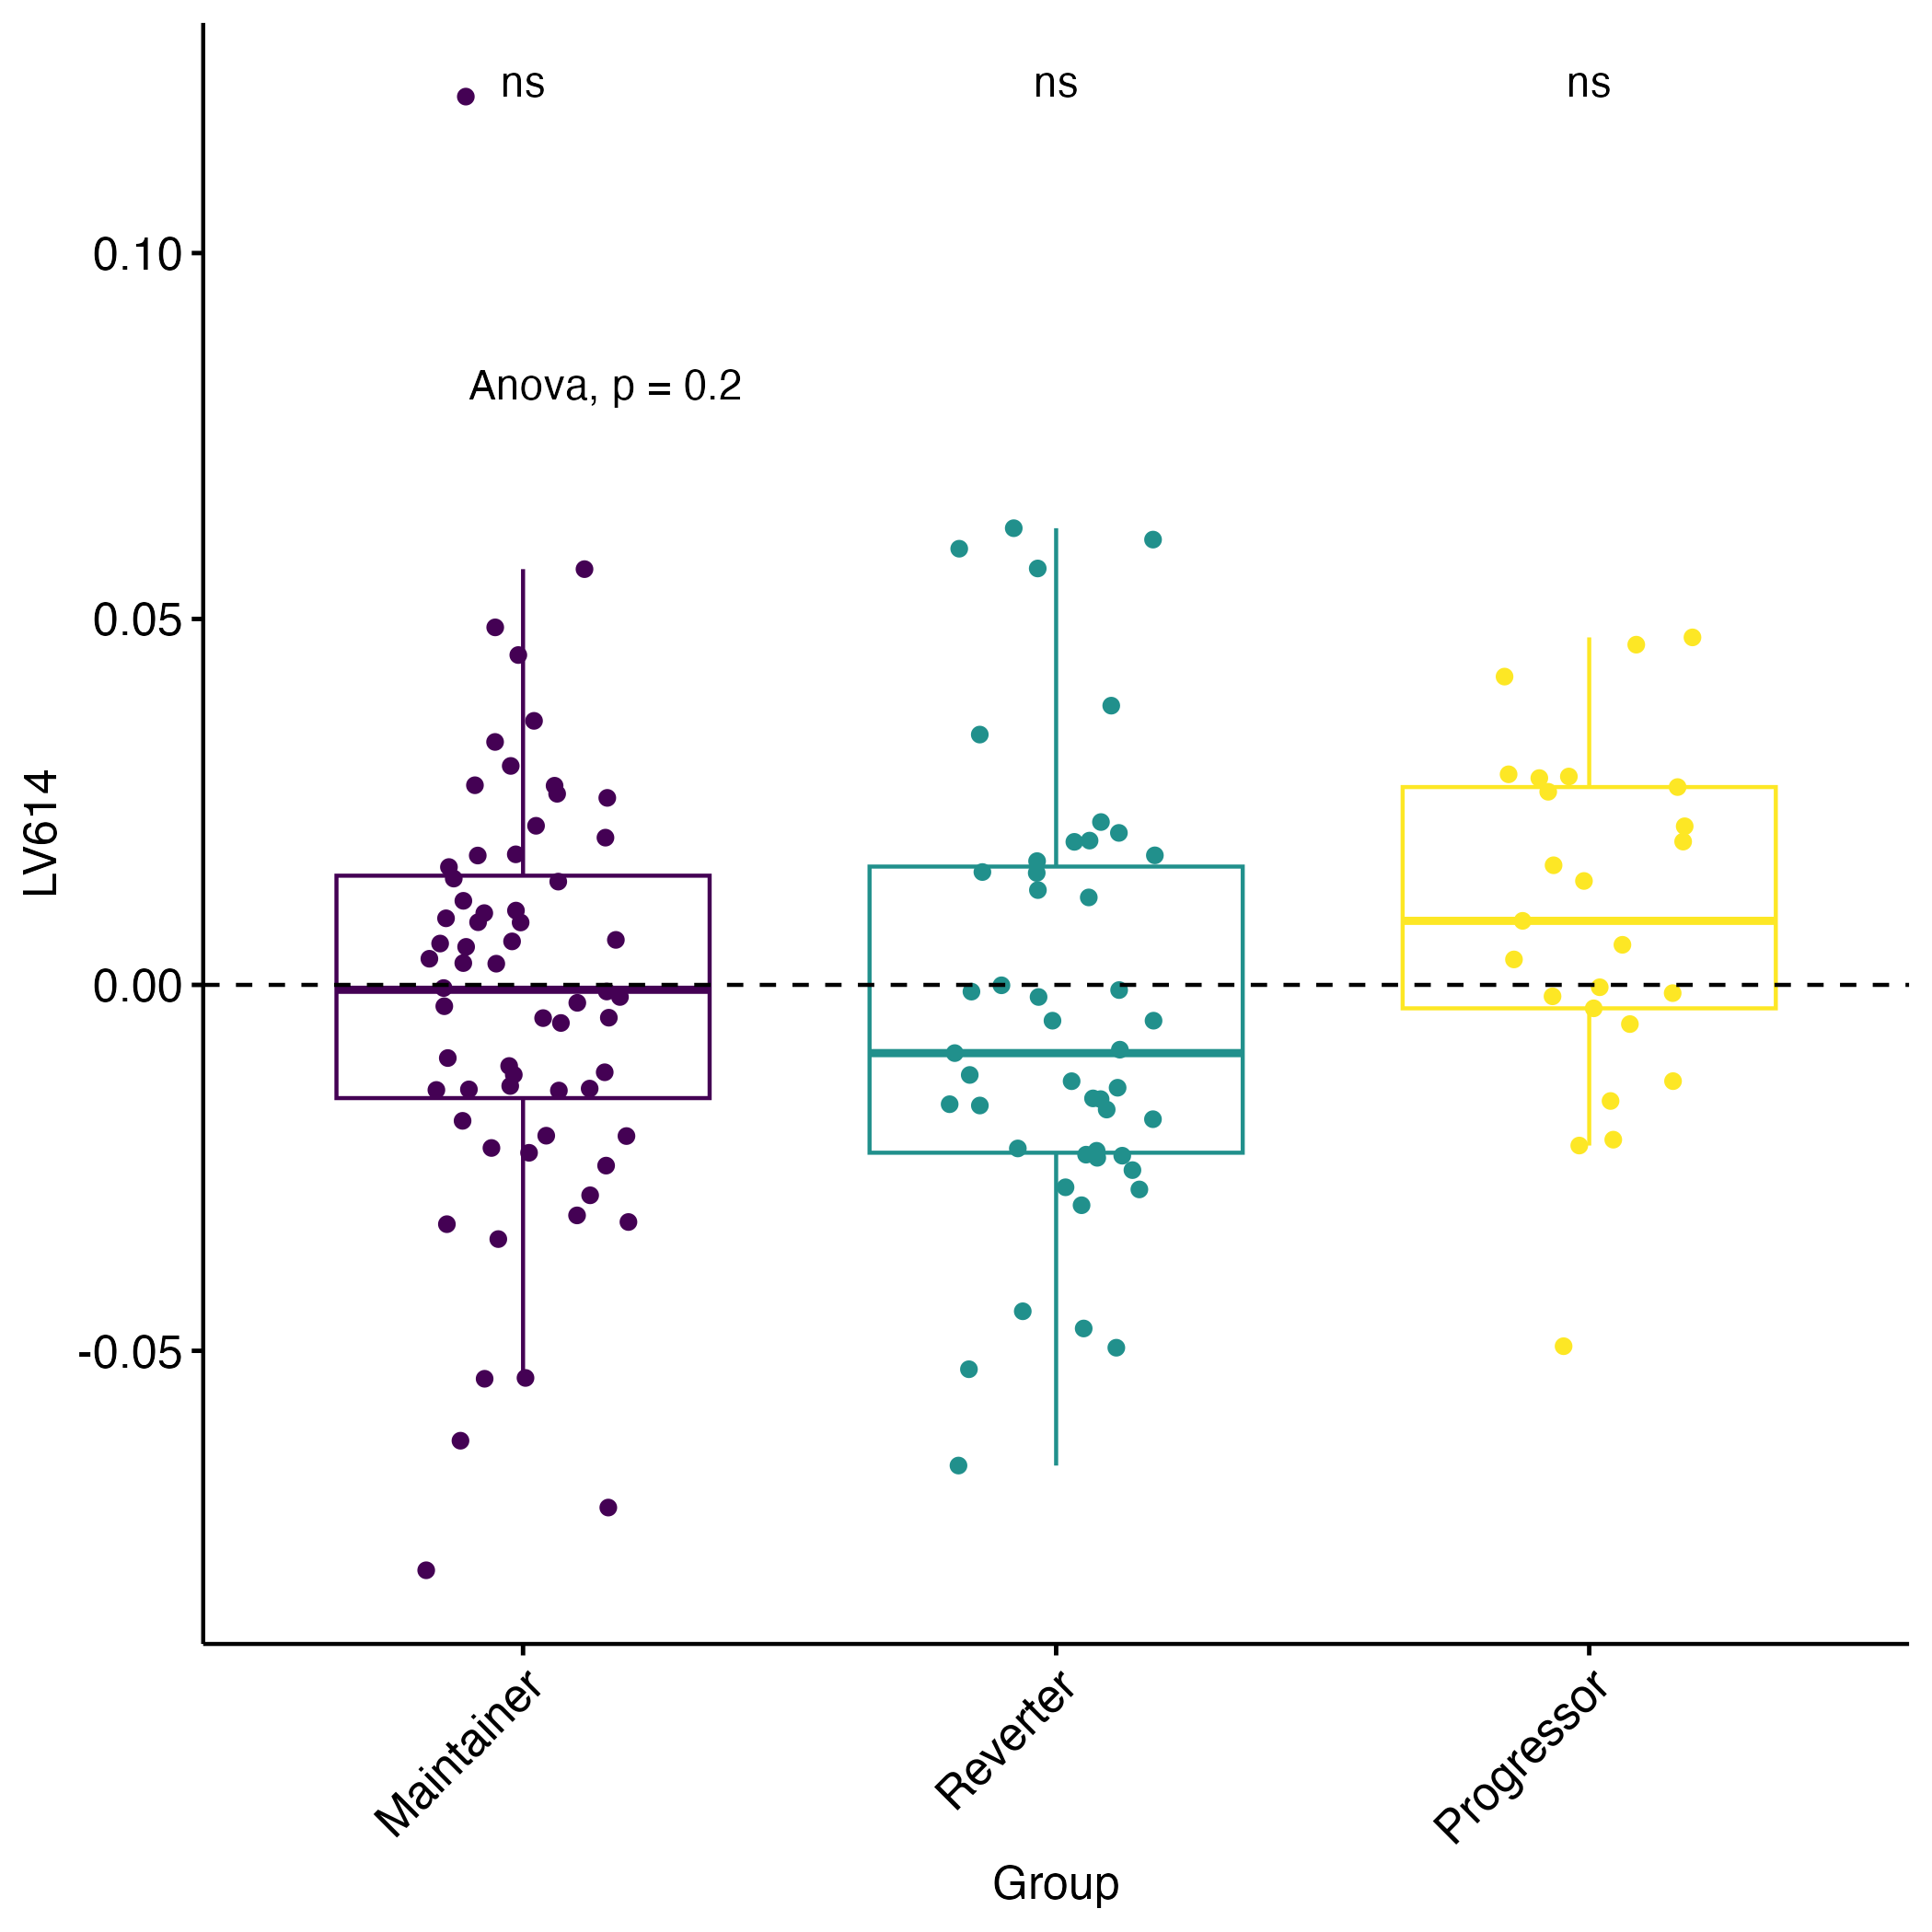 ns ns ns
Anova, p = 0.2
0.10
0.05
0.00
-0.05
LV614
Maintainer
Reverter
Progressor
Group